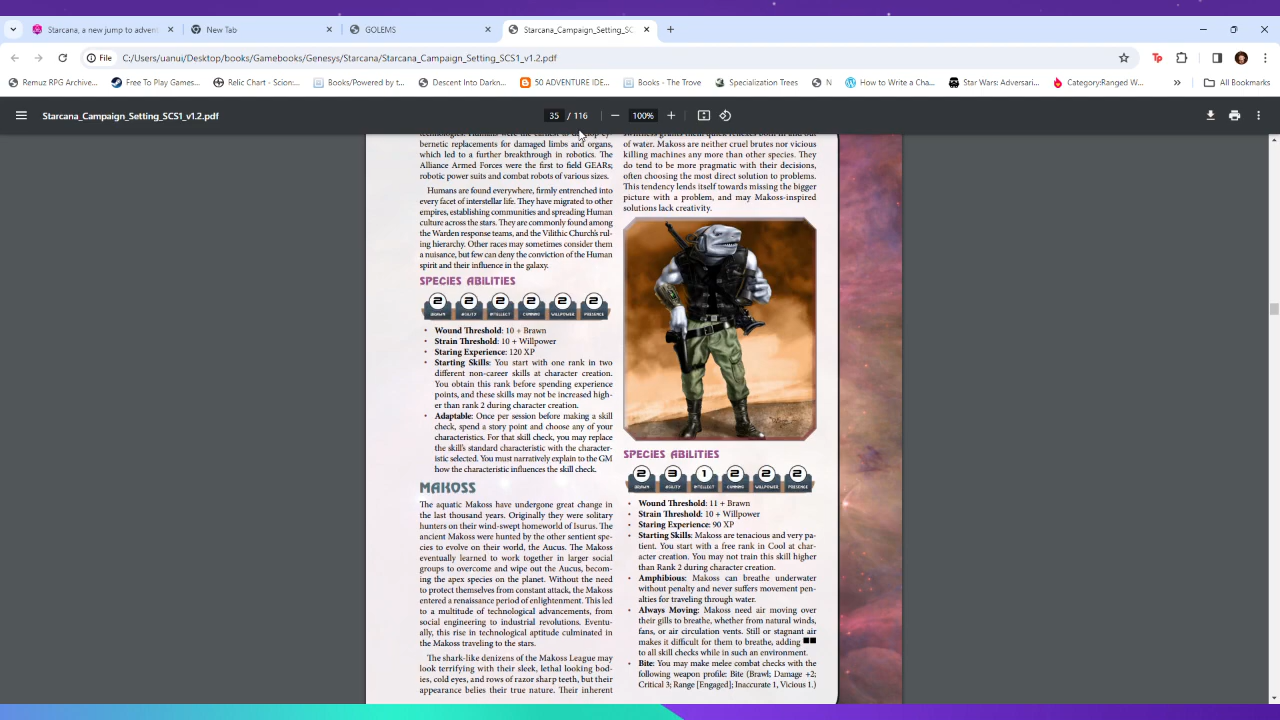 Starcana, a new jump to advent
New Tab
GOLEMS
Starcana_Campaign_Setting_SC
File
C:/Users/uanui/Desktop/books/Gamebooks/Genesys/Starcana/Starcana_Campaign_Setting_SCS1_v1.2.pdf
Remuz RPG Archive...
Free To Play Games...
Relic Chart - Scion:...
Books/Powered by t...
Descent Into Darkn...
50 ADVENTURE IDE...
Books - The Trove
Specialization Trees
N
How to Write a Cha...
Star Wars: Adversari...
Category:Ranged W...
All Bookmarks
Starcana_Campaign_Setting_SCS1_v1.2.pdf
35 / 116
100%
bernetic replacements for damaged limbs and organs,
which led to a further breakthrough in robotics. The
Alliance Armed Forces were the first to field GEARs;
robotic power suits and combat robots of various sizes.
Humans are found everywhere, firmly entrenched into
every facet of interstellar life. They have migrated to other
empires, establishing communities and spreading Human
culture across the stars. They are commonly found among
the Warden response teams, and the Vilithic Church's rul-
ing hierarchy. Other races may sometimes consider them
a nuisance, but few can deny the conviction of the Human
spirit and their influence in the galaxy.
SPECIES ABILITIES
2 2 2 2 2 2
BRAWN AGILITY INTELLECT CUNNING WILLPOWER PRESENCE
• Wound Threshold: 10 + Brawn
• Strain Threshold: 10 + Willpower
• Staring Experience: 120 XP
• Starting Skills: You start with one rank in two
different non-career skills at character creation.
You obtain this rank before spending experience
points, and these skills may not be increased high-
er than rank 2 during character creation.
• Adaptable: Once per session before making a skill
check, spend a story point and choose any of your
characteristics. For that skill check, you may replace
the skill's standard characteristic with the character-
istic selected. You must narratively explain to the GM
how the characteristic influences the skill check.
MAKOSS
The aquatic Makoss have undergone great change in
the last thousand years. Originally they were solitary
hunters on their wind-swept homeworld of Isurus. The
ancient Makoss were hunted by the other sentient spe-
cies to evolve on their world, the Aucus. The Makoss
eventually learned to work together in larger social
groups to overcome and wipe out the Aucus, becom-
ing the apex species on the planet. Without the need
to protect themselves from constant attack, the Makoss
entered a renaissance period of enlightenment. This led
to a multitude of technological advancements, from
social engineering to industrial revolutions. Eventu-
ally, this rise in technological aptitude culminated in
the Makoss traveling to the stars.
The shark-like denizens of the Makoss League may
look terrifying with their sleek, lethal looking bod-
ies, cold eyes, and rows of razor sharp teeth, but their
appearance belies their true nature. Their inherent
of water. Makoss are neither cruel brutes nor vicious
killing machines any more than other species. They
do tend to be more pragmatic with their decisions,
often choosing the most direct solution to problems.
This tendency lends itself towards missing the bigger
picture with a problem, and may Makoss-inspired
solutions lack creativity.
SPECIES ABILITIES
2 3 1 2 2 2
BRAWN AGILITY INTELLECT CUNNING WILLPOWER PRESENCE
• Wound Threshold: 11 + Brawn
• Strain Threshold: 10 + Willpower
• Staring Experience: 90 XP
• Starting Skills: Makoss are tenacious and very pa-
tient. You start with a free rank in Cool at char-
acter creation. You may not train this skill higher
than Rank 2 during character creation.
• Amphibious: Makoss can breathe underwater
without penalty and never suffers movement pen-
alties for traveling through water.
• Always Moving: Makoss need air moving over
their gills to breathe, whether from natural winds,
fans, or air circulation vents. Still or stagnant air
makes it difficult for them to breathe, adding ■■
to all skill checks while in such an environment.
• Bite: You may make melee combat checks with the
following weapon profile: Bite (Brawl; Damage +2;
Critical 3; Range [Engaged]; Inaccurate 1, Vicious 1.)